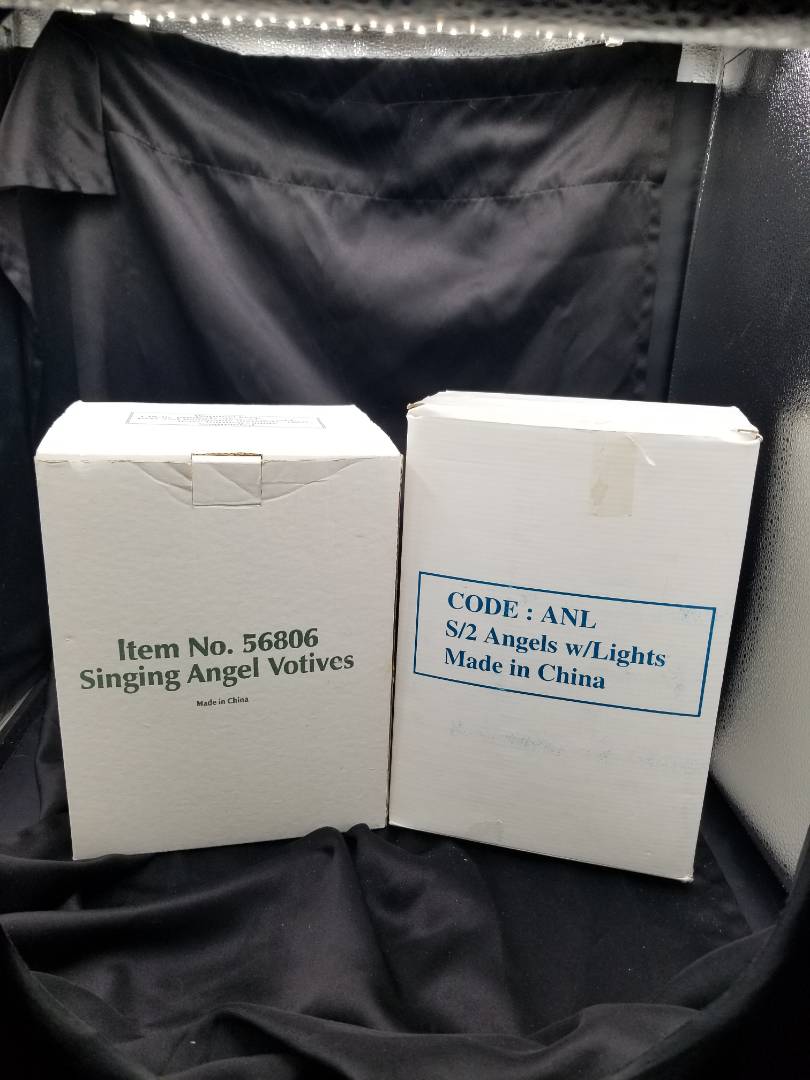 Item No. 56806
Singing Angel Votives
Made in China
CODE : ANL
S/2 Angels w/Lights
Made in China